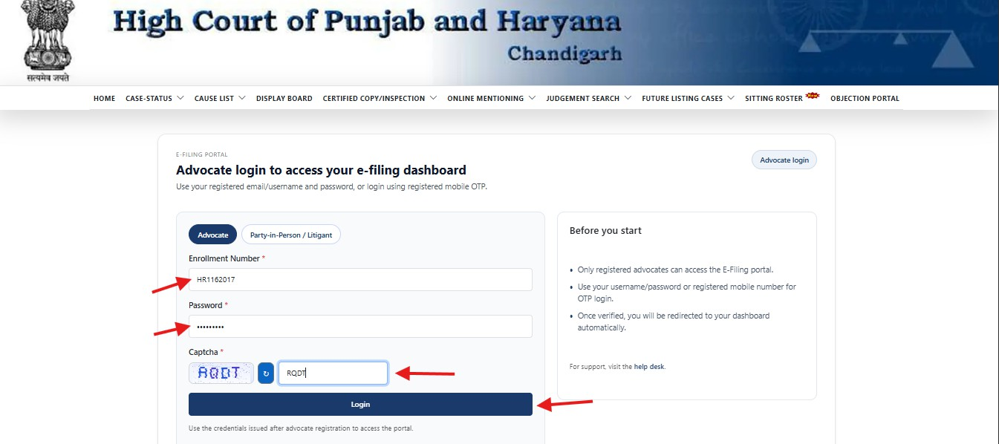 High Court of Punjab and Haryana
Chandigarh
सत्यमेव जयते
HOME CASE-STATUS CAUSE LIST DISPLAY BOARD CERTIFIED COPY/INSPECTION ONLINE MENTIONING JUDGEMENT SEARCH FUTURE LISTING CASES SITTING ROSTER New OBJECTION PORTAL
E-FILING PORTAL
Advocate login to access your e-filing dashboard
Advocate login
Use your registered email/username and password, or login using registered mobile OTP.
Advocate Party-in-Person / Litigant
Enrollment Number *
HR1162017
Password *
•••••••••
Captcha *
RQDT RQDT
Login
Use the credentials issued after advocate registration to access the portal.
Before you start
• Only registered advocates can access the E-Filing portal.
• Use your username/password or registered mobile number for
OTP login.
• Once verified, you will be redirected to your dashboard
automatically.
For support, visit the help desk.